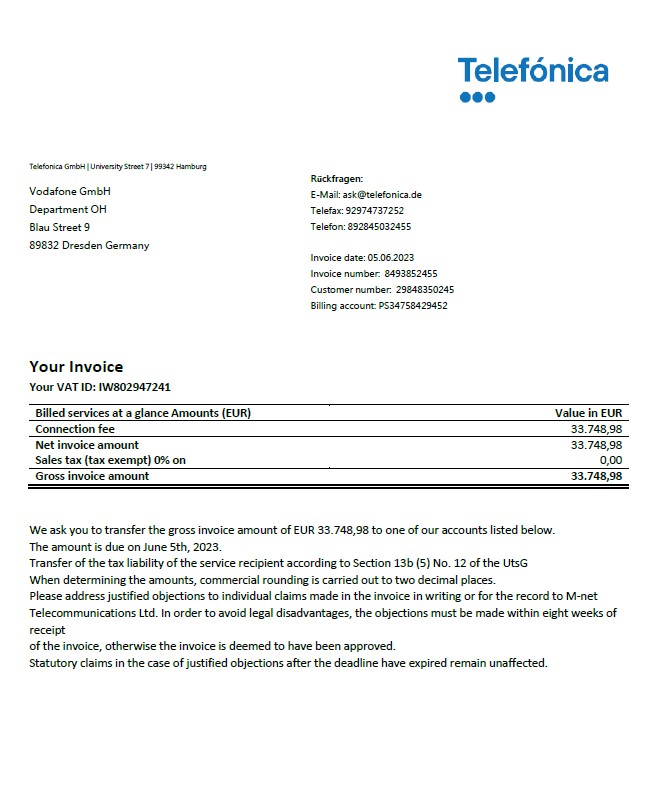 Telefónica
Telefonica GmbH | University Street 7 | 99342 Hamburg
Vodafone GmbH
Department OH
Blau Street 9
89832 Dresden Germany
Rückfragen:
E-Mail: ask@telefonica.de
Telefax: 92974737252
Telefon: 892845032455
Invoice date: 05.06.2023
Invoice number: 8493852455
Customer number: 29848350245
Billing account: PS34758429452
Your Invoice
Your VAT ID: IW802947241
Billed services at a glance Amounts (EUR) Value in EUR
Connection fee 33.748,98
Net invoice amount 33.748,98
Sales tax (tax exempt) 0% on 0,00
Gross invoice amount 33.748,98
We ask you to transfer the gross invoice amount of EUR 33.748,98 to one of our accounts listed below.
The amount is due on June 5th, 2023.
Transfer of the tax liability of the service recipient according to Section 13b (5) No. 12 of the UtsG
When determining the amounts, commercial rounding is carried out to two decimal places.
Please address justified objections to individual claims made in the invoice in writing or for the record to M-net
Telecommunications Ltd. In order to avoid legal disadvantages, the objections must be made within eight weeks of
receipt
of the invoice, otherwise the invoice is deemed to have been approved.
Statutory claims in the case of justified objections after the deadline have expired remain unaffected.